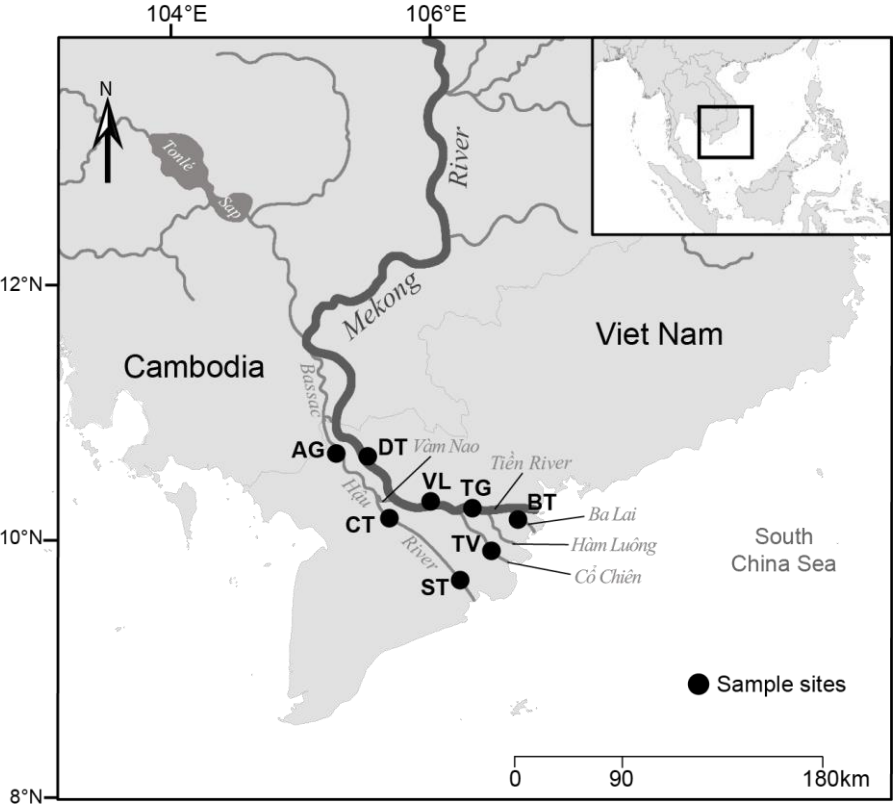 104°E
106°E
N
Tonlé
Sap
River
12°N
Mekong
Viet Nam
Cambodia
Bassac
AG
DT
Vàm Nao
Tiền River
VL
TG
BT
Hậu
Ba Lai
CT
10°N
River
TV
Hàm Luông
South
China Sea
Cổ Chiên
ST
Sample sites
0
90
180km
8°N